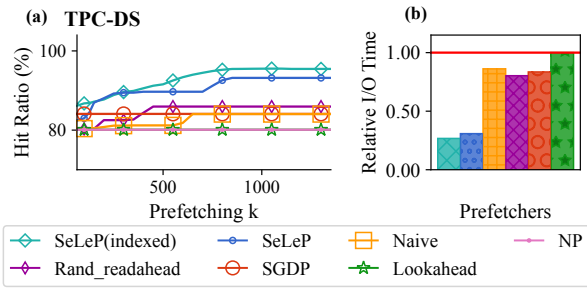 (a) TPC-DS
(b)
Hit Ratio (%)
100
80
500
1000
Prefetching k
Relative I/O Time
1.00
0.50
0.00
Prefetchers
SeLeP(indexed)
SeLeP
Naive
NP
Rand_readahead
SGDP
Lookahead